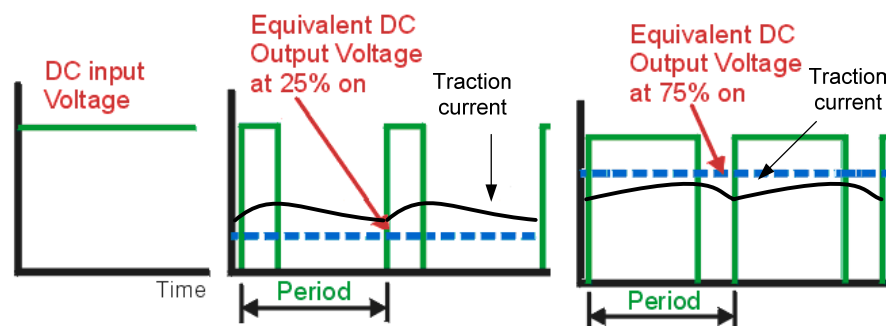 DC input
Voltage
Time
Equivalent DC
Output Voltage
at 25% on
Traction
current
Period
Equivalent DC
Output Voltage
at 75% on
Traction
current
Period